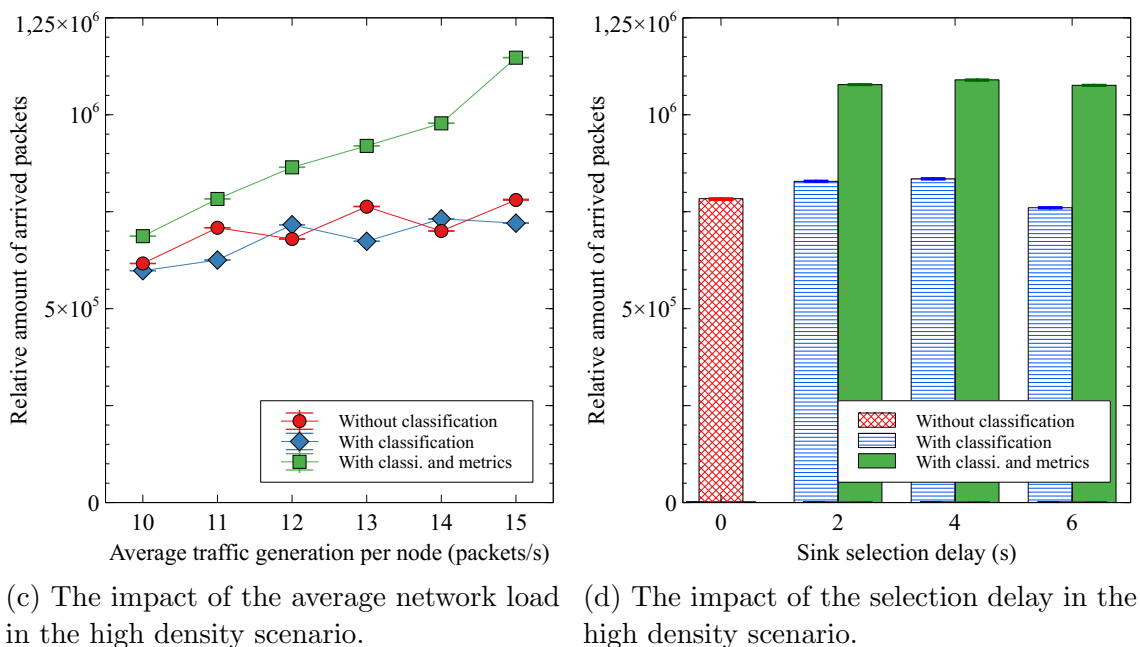 1,25×10⁶
10⁶
5×10⁵
0
Relative amount of arrived packets
Without classification
With classification
With classi. and metrics
10 11 12 13 14 15
Average traffic generation per node (packets/s)
(c) The impact of the average network load
in the high density scenario.
1,25×10⁶
10⁶
5×10⁵
0
Relative amount of arrived packets
Without classification
With classification
With classi. and metrics
0 2 4 6
Sink selection delay (s)
(d) The impact of the selection delay in the
high density scenario.